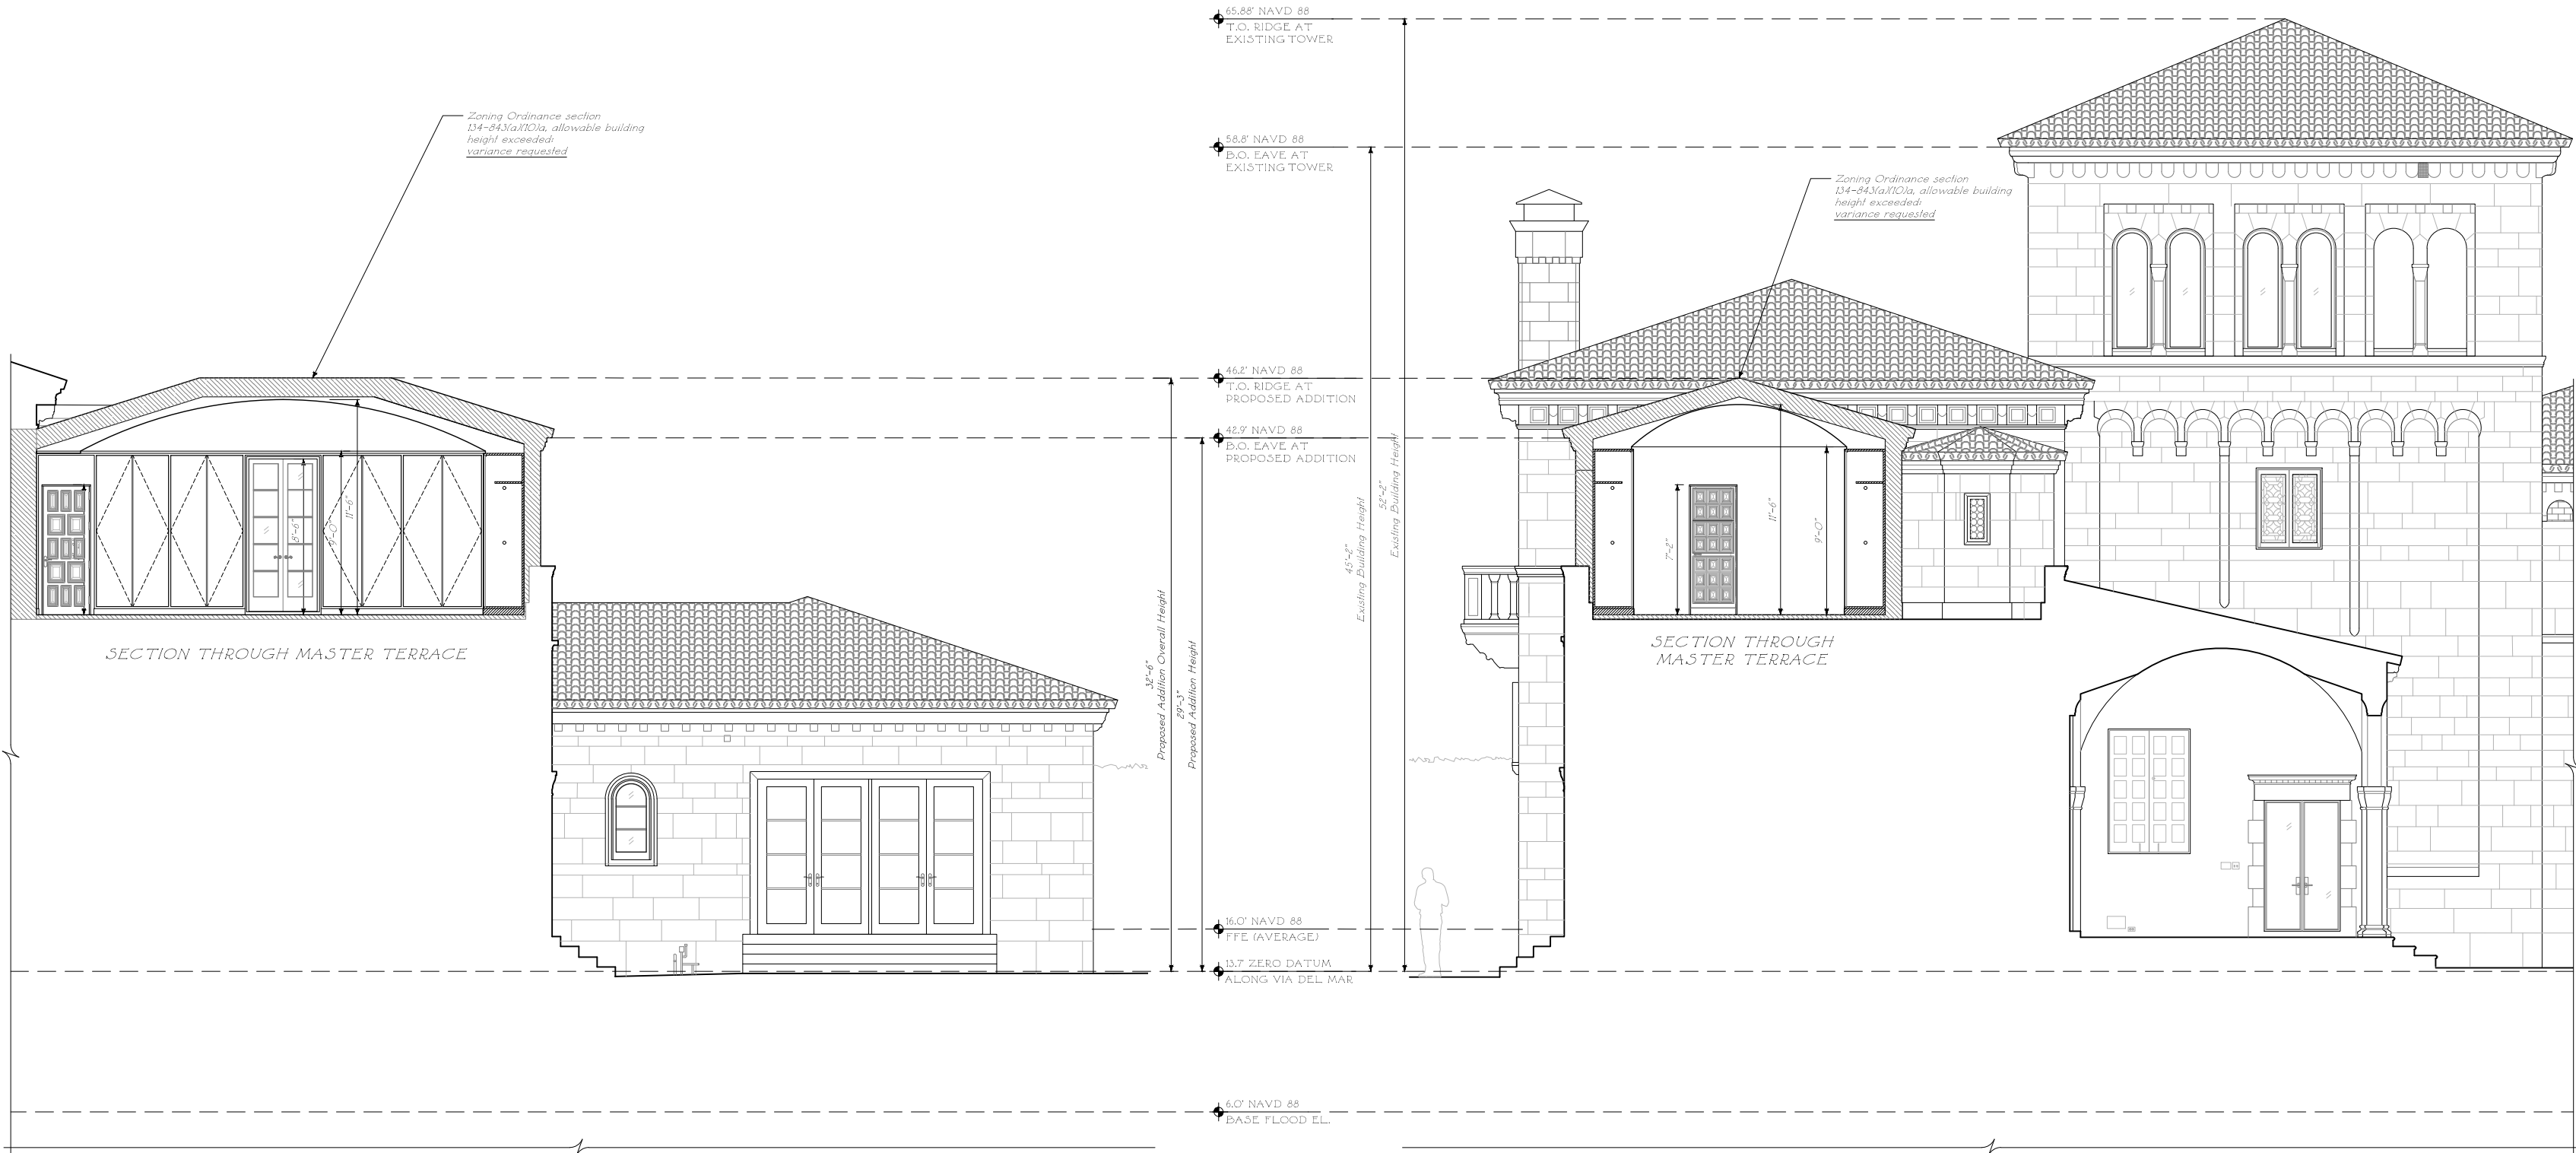 65.88' NAVD 88
T.O. RIDGE AT
EXISTING TOWER
Zoning Ordinance section
134-843(a)(10)a, allowable building
height exceeded:
variance requested
58.8' NAVD 88
B.O. EAVE AT
EXISTING TOWER
Zoning Ordinance section
134-843(a)(10)a, allowable building
height exceeded:
variance requested
46.2' NAVD 88
T.O. RIDGE AT
PROPOSED ADDITION
42.9' NAVD 88
B.O. EAVE AT
PROPOSED ADDITION
8'-6"
9'-0"
11'-6"
SECTION THROUGH MASTER TERRACE
32'-6"
Proposed Addition Overall Height
29'-3"
Proposed Addition Height
45'-2"
Existing Building Height
52'-2"
Existing Building Height
7'-2"
11'-6"
9'-0"
SECTION THROUGH
MASTER TERRACE
16.0' NAVD 88
FFE (AVERAGE)
13.7' ZERO DATUM
ALONG VIA DEL MAR
6.0' NAVD 88
BASE FLOOD EL.